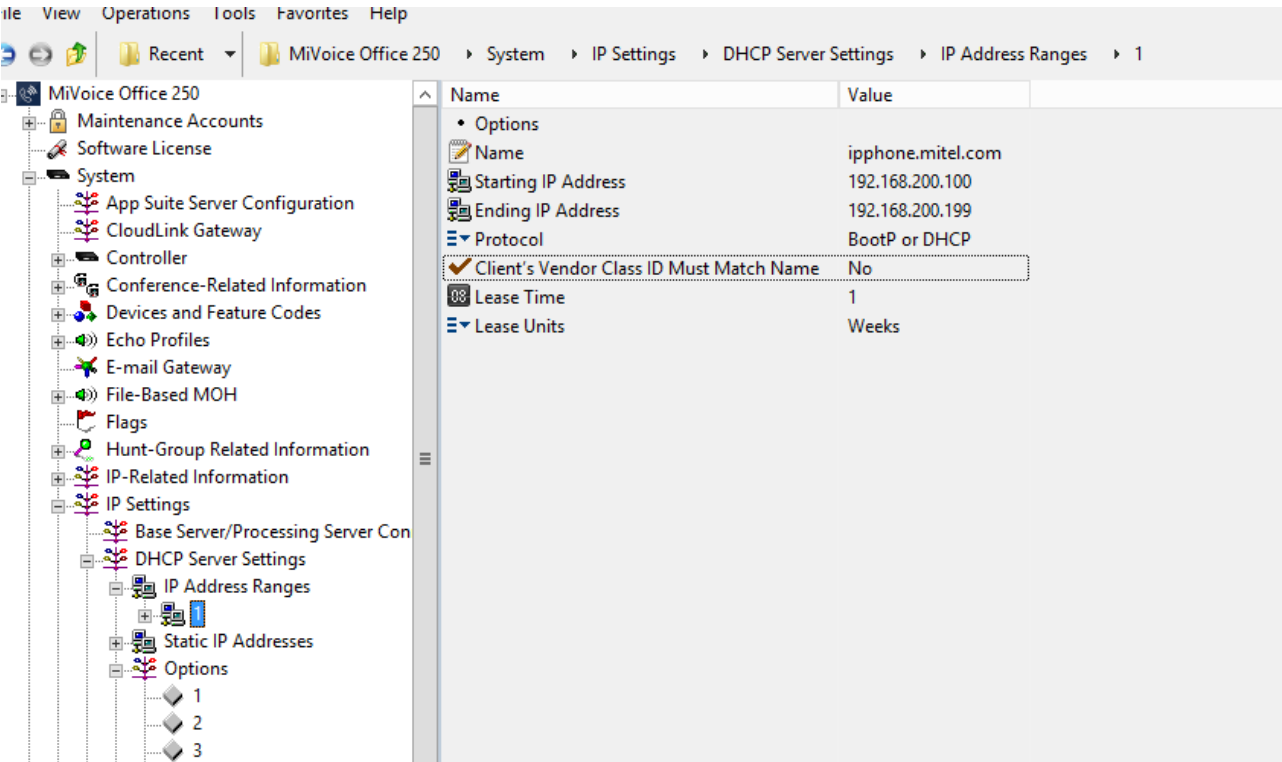 ile View Operations Tools Favorites Help
Recent MiVoice Office 250 System IP Settings DHCP Server Settings IP Address Ranges 1
MiVoice Office 250
Maintenance Accounts
Software License
System
App Suite Server Configuration
CloudLink Gateway
Controller
Conference-Related Information
Devices and Feature Codes
Echo Profiles
E-mail Gateway
File-Based MOH
Flags
Hunt-Group Related Information
IP-Related Information
IP Settings
Base Server/Processing Server Con
DHCP Server Settings
IP Address Ranges
1
Static IP Addresses
Options
1
2
3
Name Value
• Options
Name ipphone.mitel.com
Starting IP Address 192.168.200.100
Ending IP Address 192.168.200.199
Protocol BootP or DHCP
Client's Vendor Class ID Must Match Name No
Lease Time 1
Lease Units Weeks